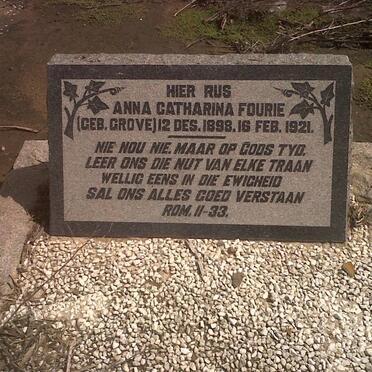 HIER RUS
ANNA CATHARINA FOURIE
(GEB. GROVE) 12 DES. 1898. 16 FEB. 1921.
NIE NOU NIE, MAAR OP GODS TYD.
LEER ONS DIE NUT VAN ELKE TRAAN
WELLIG EENS IN DIE EWIGHEID
SAL ONS ALLES GOED VERSTAAN
ROM. 11-33.